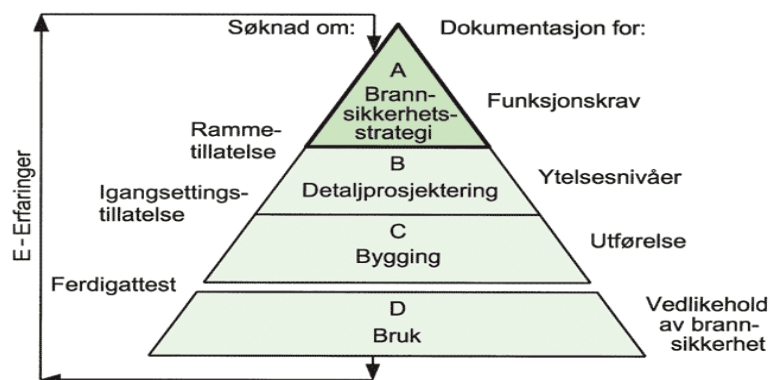 Søknad om:
Dokumentasjon for:
A
Brann-
sikkerhets-
strategi
Funksjonskrav
Ramme-
tillatelse
B
Detaljprosjektering
Ytelsesnivåer
Igangsettings-
tillatelse
C
Bygging
Utførelse
Ferdigattest
D
Bruk
Vedlikehold
av brann-
sikkerhet
E - Erfaringer